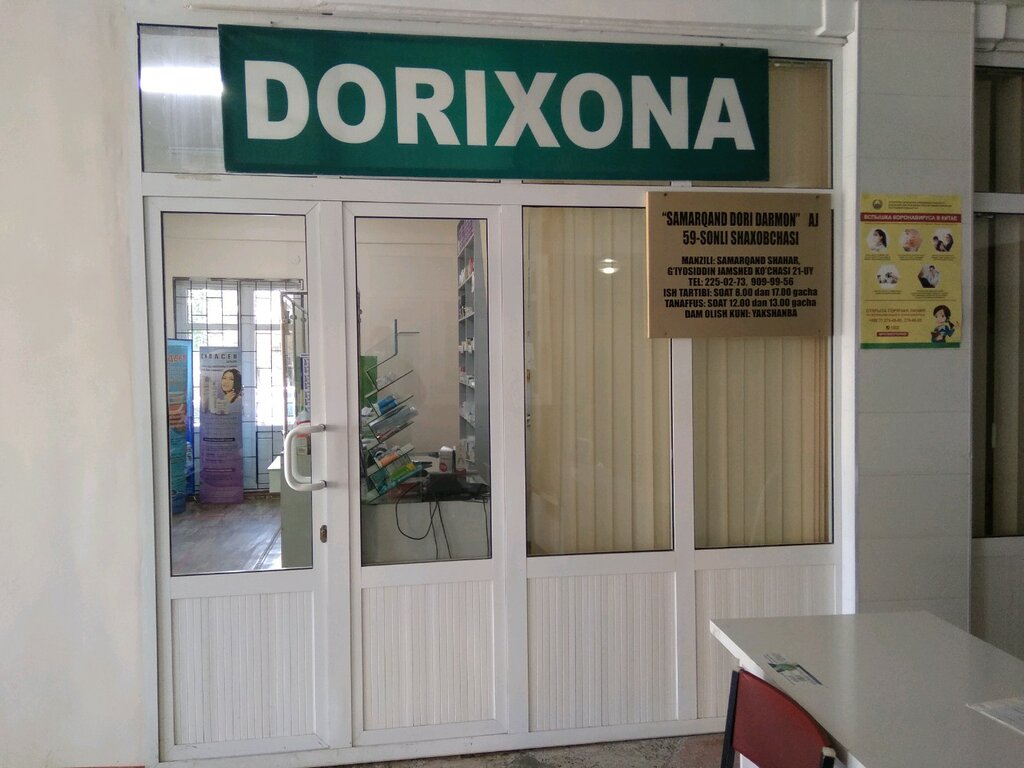 DORIXONA
"SAMARQAND DORI DARMON" AJ
59-SONLI SHAXOBCHASI
MANZILI: SAMARQAND SHAHAR,
G'IYOSIDDIN JAMSHED KO'CHASI 21-UY
TEL: 225-02-73, 909-99-56
ISH TARTIBI: SOAT 8.00 dan 17.00 gacha
TANAFFUS: SOAT 12.00 dan 13.00 gacha
DAM OLISH KUNI: YAKSHANBA
ВСПЫШКА КОРОНАВИРУСА В КИТАЕ